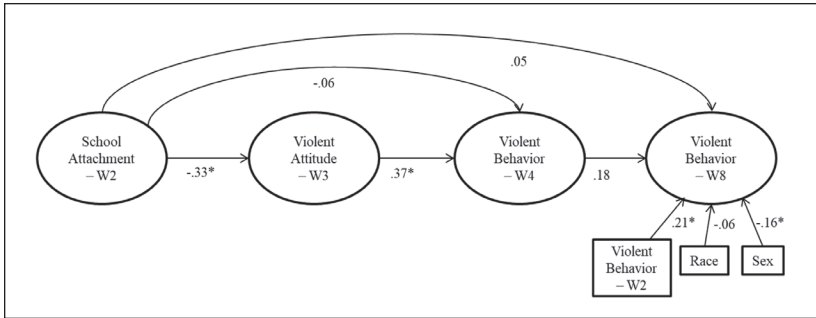 .05
-.06
School
Attachment
– W2
-.33*
Violent
Attitude
– W3
.37*
Violent
Behavior
– W4
.18
Violent
Behavior
– W8
.21*
-.06
-.16*
Violent
Behavior
– W2
Race
Sex